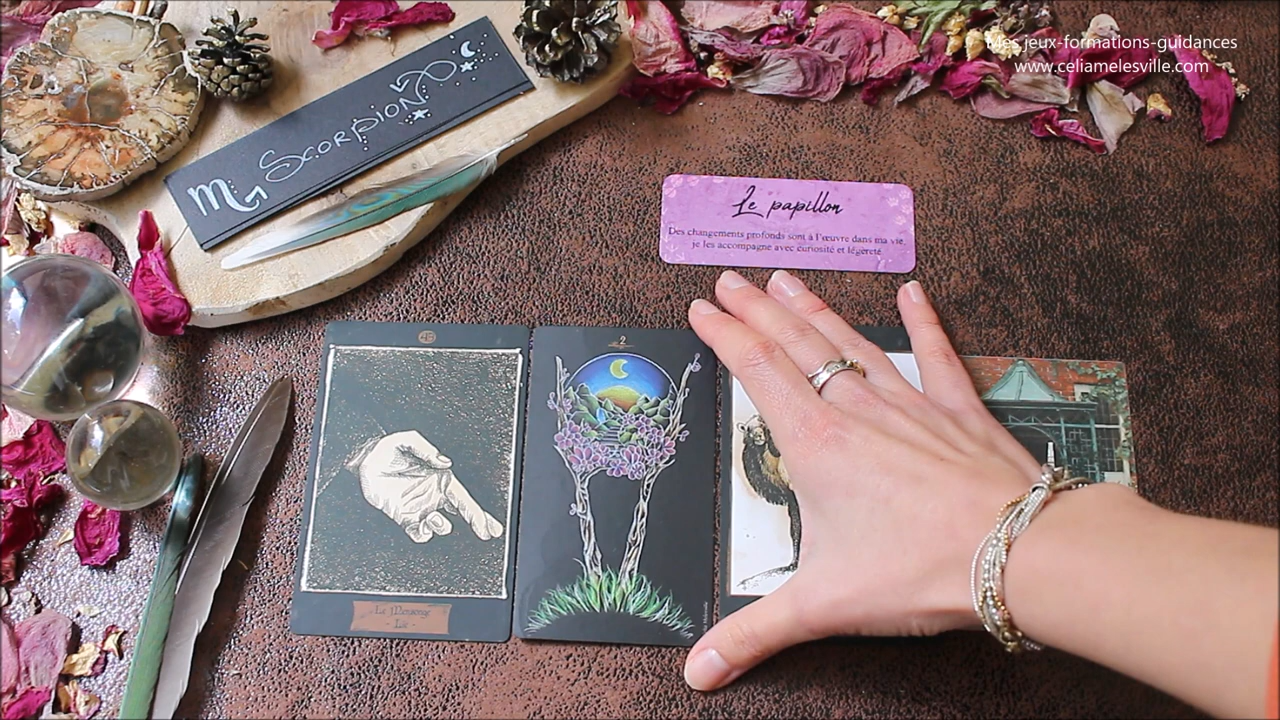 Mes jeux-formations-guidances
www.celiamelesville.com
Scorpion
Le papillon
Des changements profonds sont à l'œuvre dans ma vie,
je les accompagne avec curiosité et légèreté
2
Le Mensonge
- Lie -